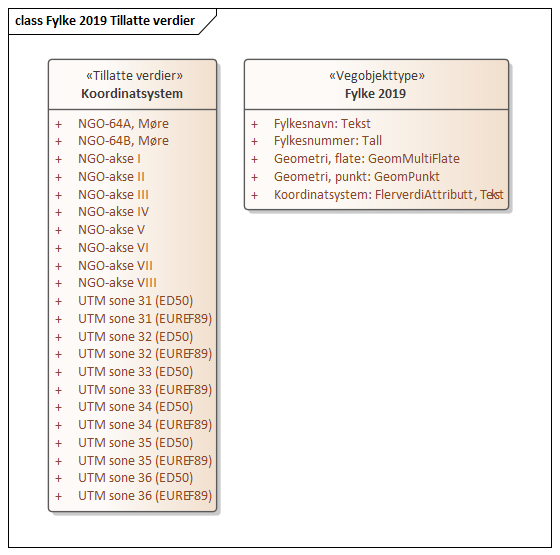 class Fylke 2019 Tillatte verdier
«Tillatte verdier»
Koordinatsystem
+ NGO-64A, Møre
+ NGO-64B, Møre
+ NGO-akse I
+ NGO-akse II
+ NGO-akse III
+ NGO-akse IV
+ NGO-akse V
+ NGO-akse VI
+ NGO-akse VII
+ NGO-akse VIII
+ UTM sone 31 (ED50)
+ UTM sone 31 (EUREF89)
+ UTM sone 32 (ED50)
+ UTM sone 32 (EUREF89)
+ UTM sone 33 (ED50)
+ UTM sone 33 (EUREF89)
+ UTM sone 34 (ED50)
+ UTM sone 34 (EUREF89)
+ UTM sone 35 (ED50)
+ UTM sone 35 (EUREF89)
+ UTM sone 36 (ED50)
+ UTM sone 36 (EUREF89)
«Vegobjekttype»
Fylke 2019
+ Fylkesnavn: Tekst
+ Fylkesnummer: Tall
+ Geometri, flate: GeomMultiFlate
+ Geometri, punkt: GeomPunkt
+ Koordinatsystem: FlerverdiAttributt, Tekst